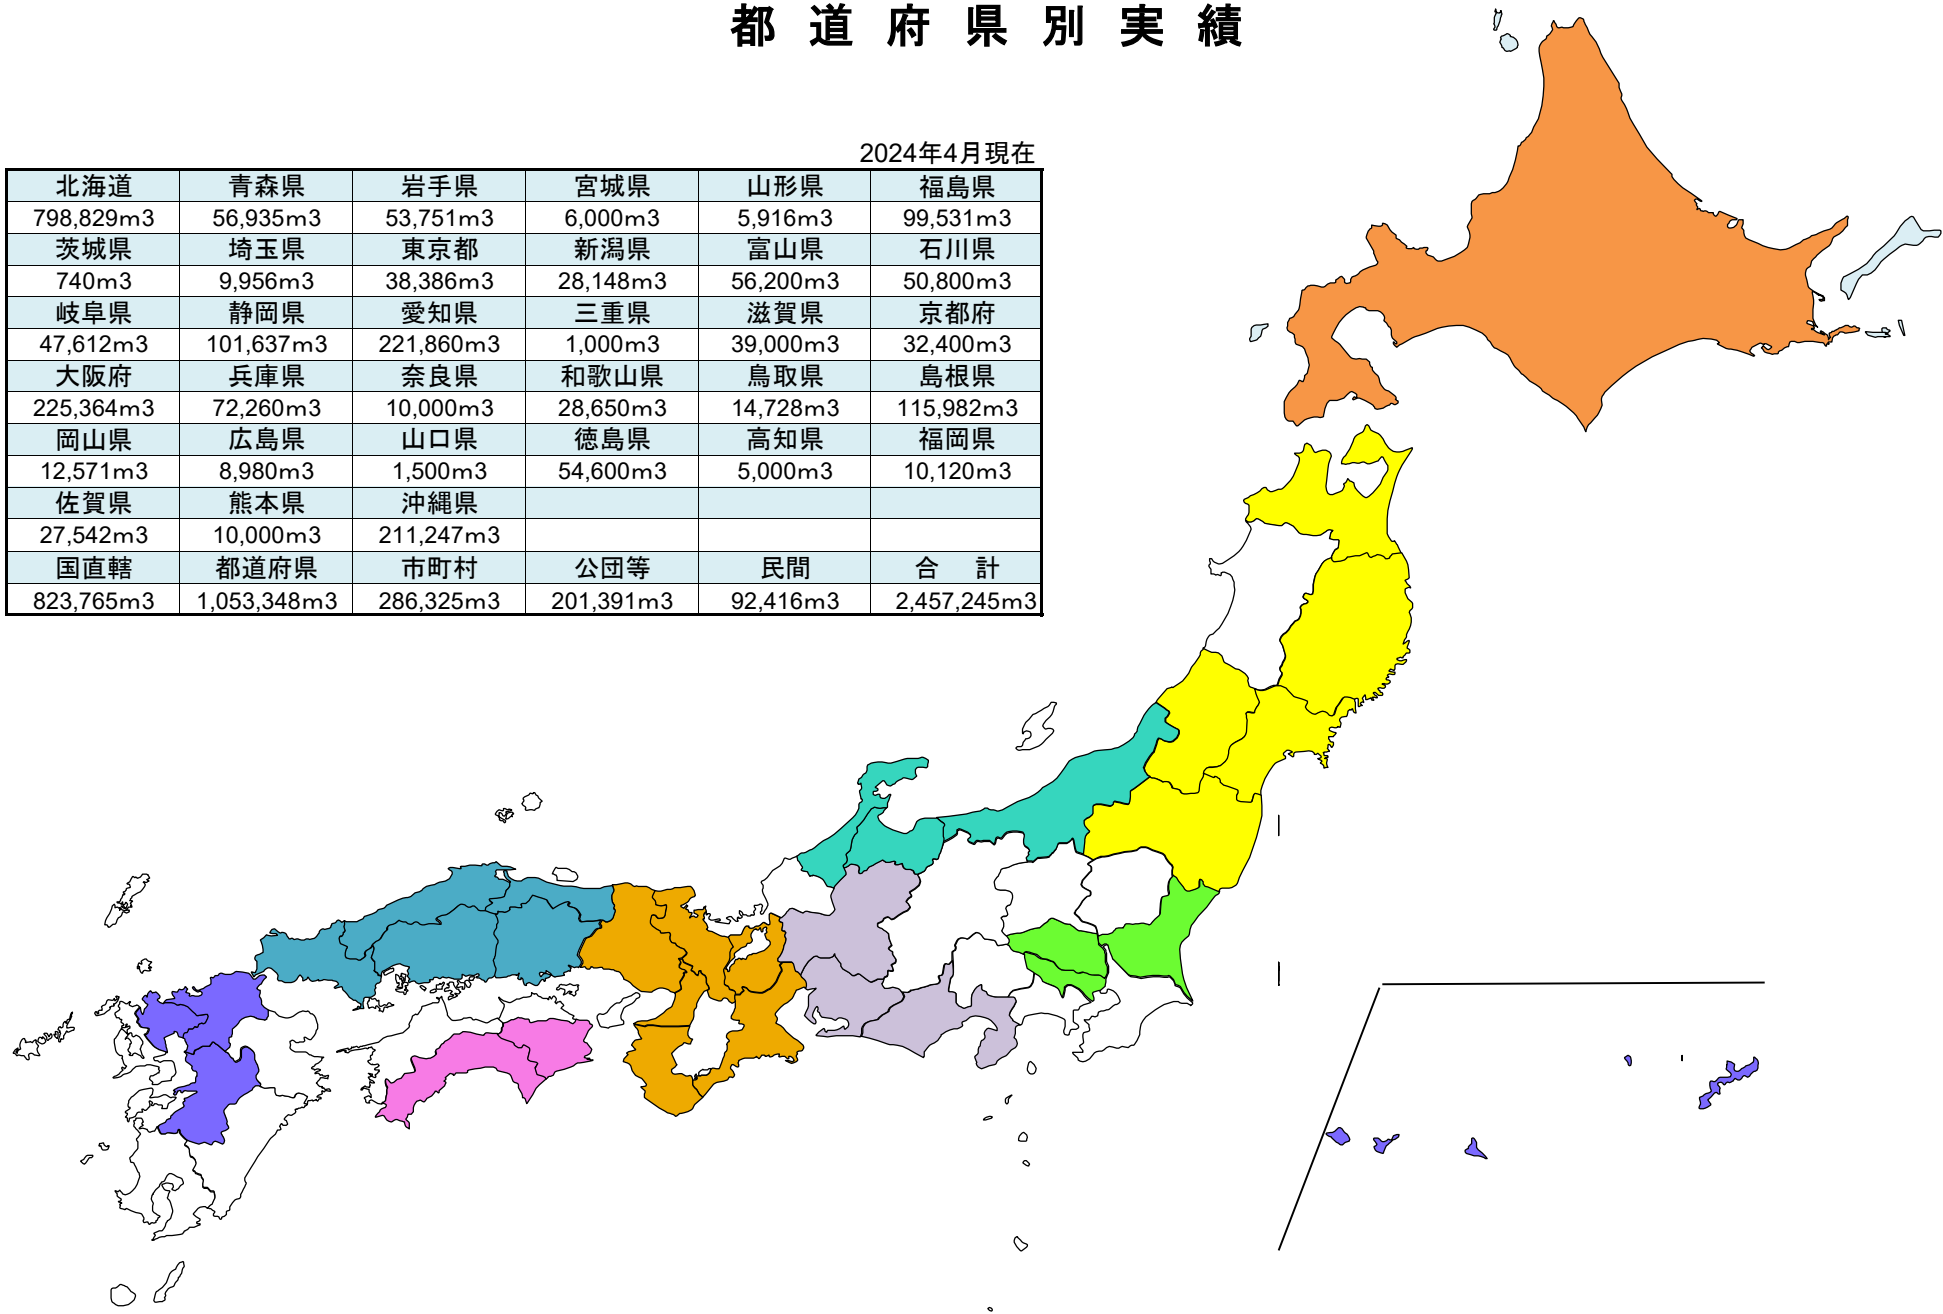 都道府県別実績
2024年4月現在
北海道 青森県 岩手県 宮城県 山形県 福島県
798,829m3 56,935m3 53,751m3 6,000m3 5,916m3 99,531m3
茨城県 埼玉県 東京都 新潟県 富山県 石川県
740m3 9,956m3 38,386m3 28,148m3 56,200m3 50,800m3
岐阜県 静岡県 愛知県 三重県 滋賀県 京都府
47,612m3 101,637m3 221,860m3 1,000m3 39,000m3 32,400m3
大阪府 兵庫県 奈良県 和歌山県 鳥取県 島根県
225,364m3 72,260m3 10,000m3 28,650m3 14,728m3 115,982m3
岡山県 広島県 山口県 徳島県 高知県 福岡県
12,571m3 8,980m3 1,500m3 54,600m3 5,000m3 10,120m3
佐賀県 熊本県 沖縄県
27,542m3 10,000m3 211,247m3
国直轄 都道府県 市町村 公団等 民間 合 計
823,765m3 1,053,348m3 286,325m3 201,391m3 92,416m3 2,457,245m3